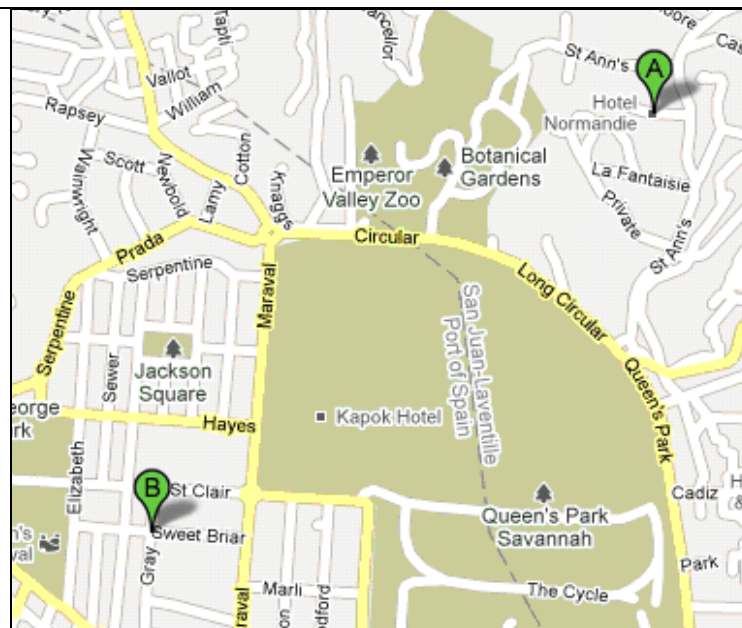 Tapti
Chancellor
St Ann's
Vallot
William
A
Hotel
Normandie
Rapsey
Scott
Wainwright
Newbold
Lamy
Cotton
Knaggs
Emperor
Valley Zoo
Botanical
Gardens
La Fantaisie
Private
St Ann's
Prada
Circular
Serpentine
Maraval
Long Circular
San Juan-Laventille
Port of Spain
Serpentine
Sewer
Jackson
Square
Queen's Park
Hayes
Kapok Hotel
Elizabeth
B
St Clair
Sweet Briar
Gray
Queen's Park
Savannah
Cadiz
Park
Marli
The Cycle